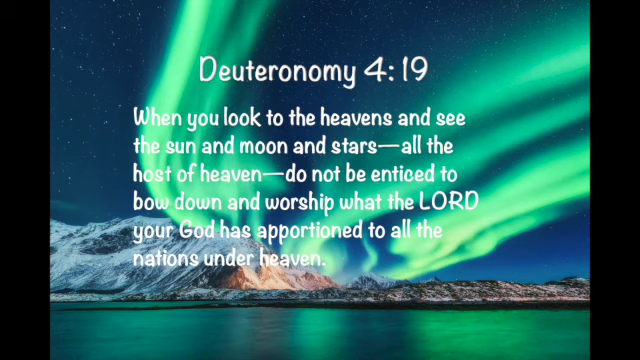 Deuteronomy 4:19
When you look to the heavens and see
the sun and moon and stars—all the
host of heaven—do not be enticed to
bow down and worship what the LORD
your God has apportioned to all the
nations under heaven.